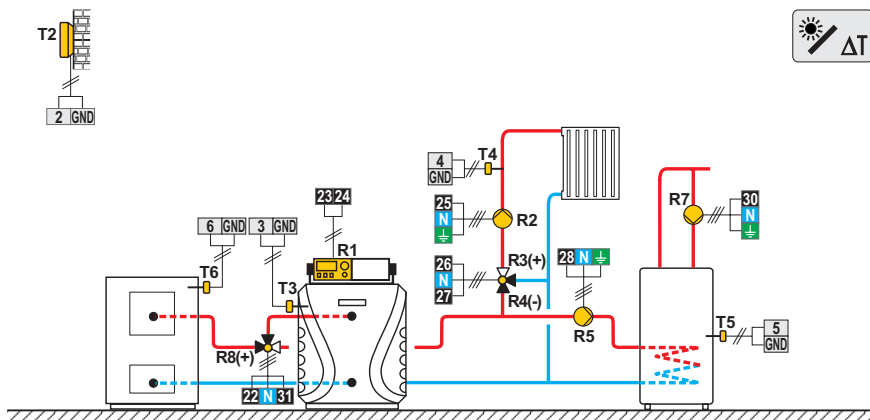 T2
ΔT
2 GND
4
GND
T4
23 24
6 GND
3 GND
25
N
R2
R7
30
N
R1
T6
T3
26
N
27
R3(+)
R4(-)
28 N
R5
T5
5
GND
R8(+)
22 N 31